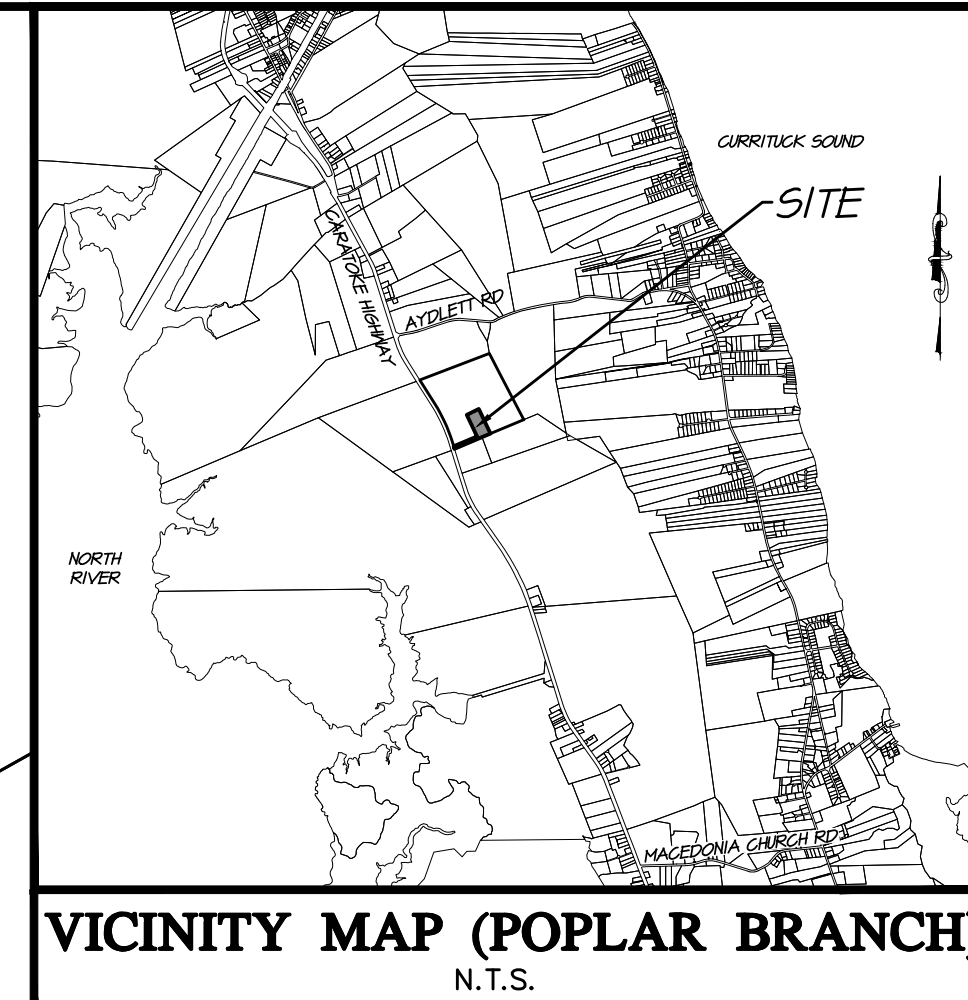 CURRITUCK SOUND
SITE
CARATOKE HIGHWAY
AYDLETT RD
NORTH
RIVER
MACEDONIA CHURCH RD
VICINITY MAP (POPLAR BRANCH)
N.T.S.